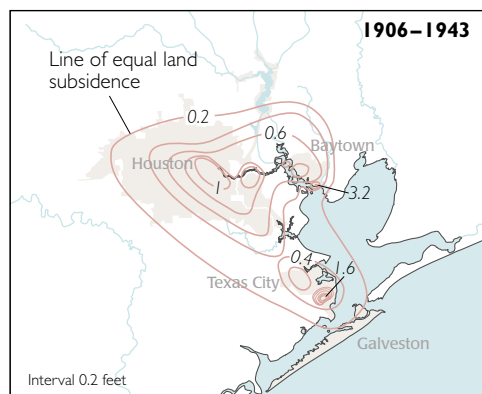 1906–1943
Line of equal land
subsidence
0.2
0.6
Baytown
Houston
1
3.2
0.4
1.6
Texas City
Galveston
Interval 0.2 feet